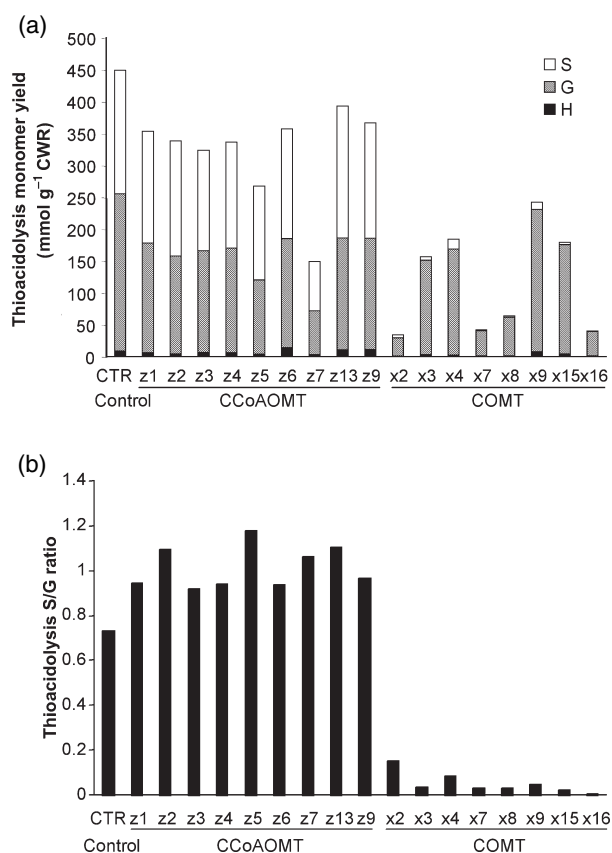 (a)
Thioacidolysis monomer yield
(mmol g⁻¹ CWR)
500
450
400
350
300
250
200
150
100
50
0
S
G
H
CTR z1 z2 z3 z4 z5 z6 z7 z13 z9 x2 x3 x4 x7 x8 x9 x15 x16
Control CCoAOMT COMT
(b)
Thioacidolysis S/G ratio
1.4
1.2
1
0.8
0.6
0.4
0.2
0
CTR z1 z2 z3 z4 z5 z6 z7 z13 z9 x2 x3 x4 x7 x8 x9 x15 x16
Control CCoAOMT COMT